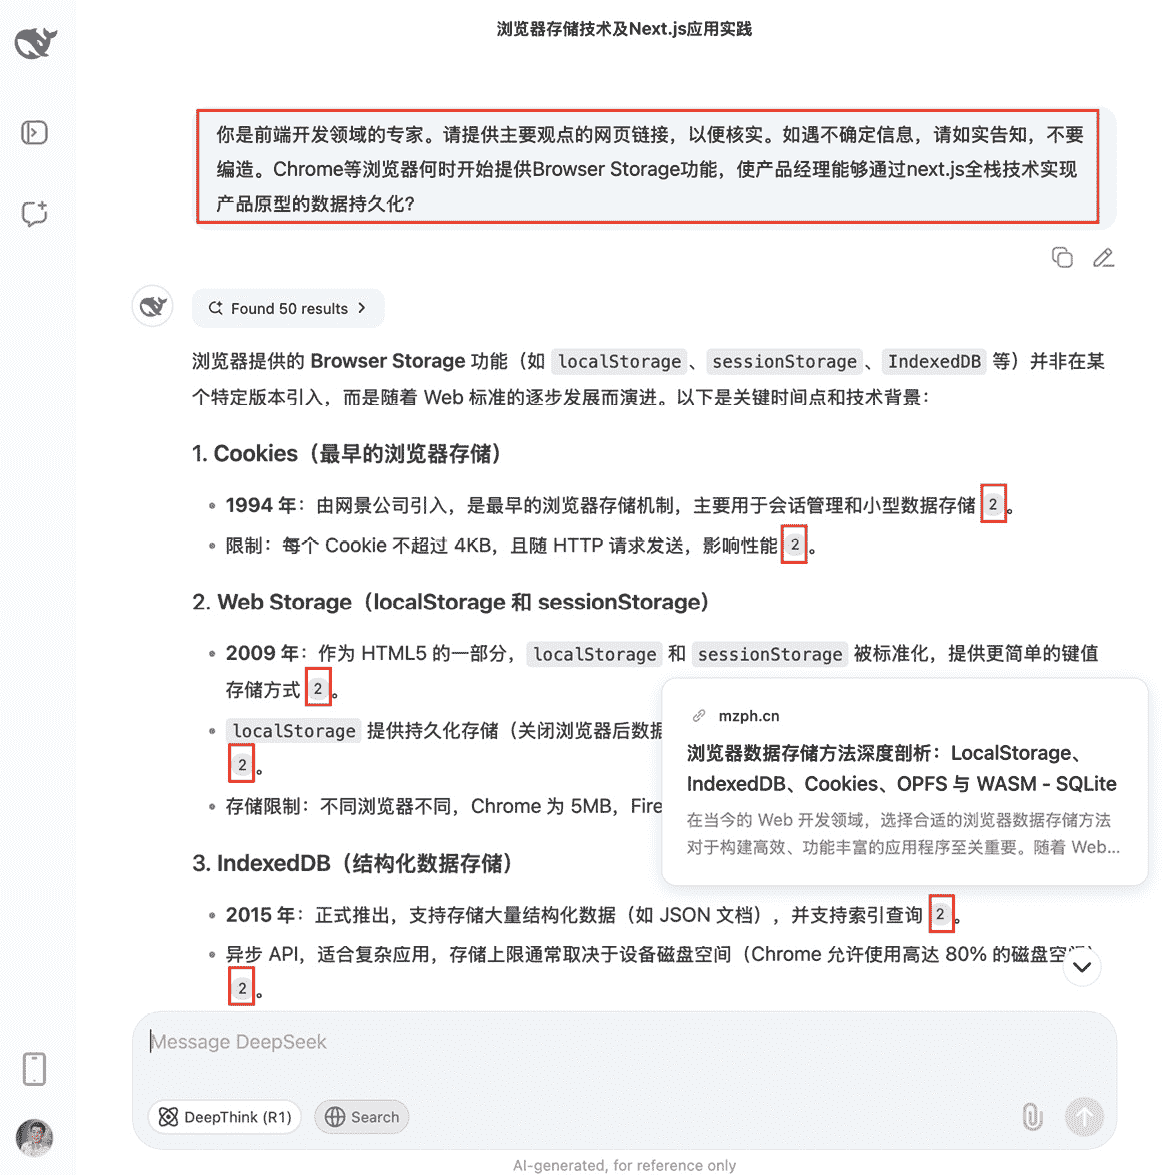 浏览器存储技术及Next.js应用实践
你是前端开发领域的专家。请提供主要观点的网页链接，以便核实。如遇不确定信息，请如实告知，不要
编造。Chrome等浏览器何时开始提供Browser Storage功能，使产品经理能够通过next.js全栈技术实现
产品原型的数据持久化?
Found 50 results
浏览器提供的 Browser Storage 功能（如 localStorage、sessionStorage、IndexedDB 等）并非在某
个特定版本引入，而是随着 Web 标准的逐步发展而演进。以下是关键时间点和技术背景：
1. Cookies（最早的浏览器存储）
• 1994 年：由网景公司引入，是最早的浏览器存储机制，主要用于会话管理和小型数据存储 2。
• 限制：每个 Cookie 不超过 4KB，且随 HTTP 请求发送，影响性能 2。
2. Web Storage（localStorage 和 sessionStorage）
• 2009 年：作为 HTML5 的一部分，localStorage 和 sessionStorage 被标准化，提供更简单的键值
存储方式 2。
• localStorage 提供持久化存储（关闭浏览器后数据
2。
• 存储限制：不同浏览器不同，Chrome 为 5MB，Fire
mzph.cn
浏览器数据存储方法深度剖析：LocalStorage、
IndexedDB、Cookies、OPFS 与 WASM - SQLite
在当今的 Web 开发领域，选择合适的浏览器数据存储方法
对于构建高效、功能丰富的应用程序至关重要。随着 Web...
3. IndexedDB（结构化数据存储）
• 2015 年：正式推出，支持存储大量结构化数据（如 JSON 文档），并支持索引查询 2。
• 异步 API，适合复杂应用，存储上限通常取决于设备磁盘空间（Chrome 允许使用高达 80% 的磁盘空间）
2。
Message DeepSeek
DeepThink (R1)
Search
AI-generated, for reference only